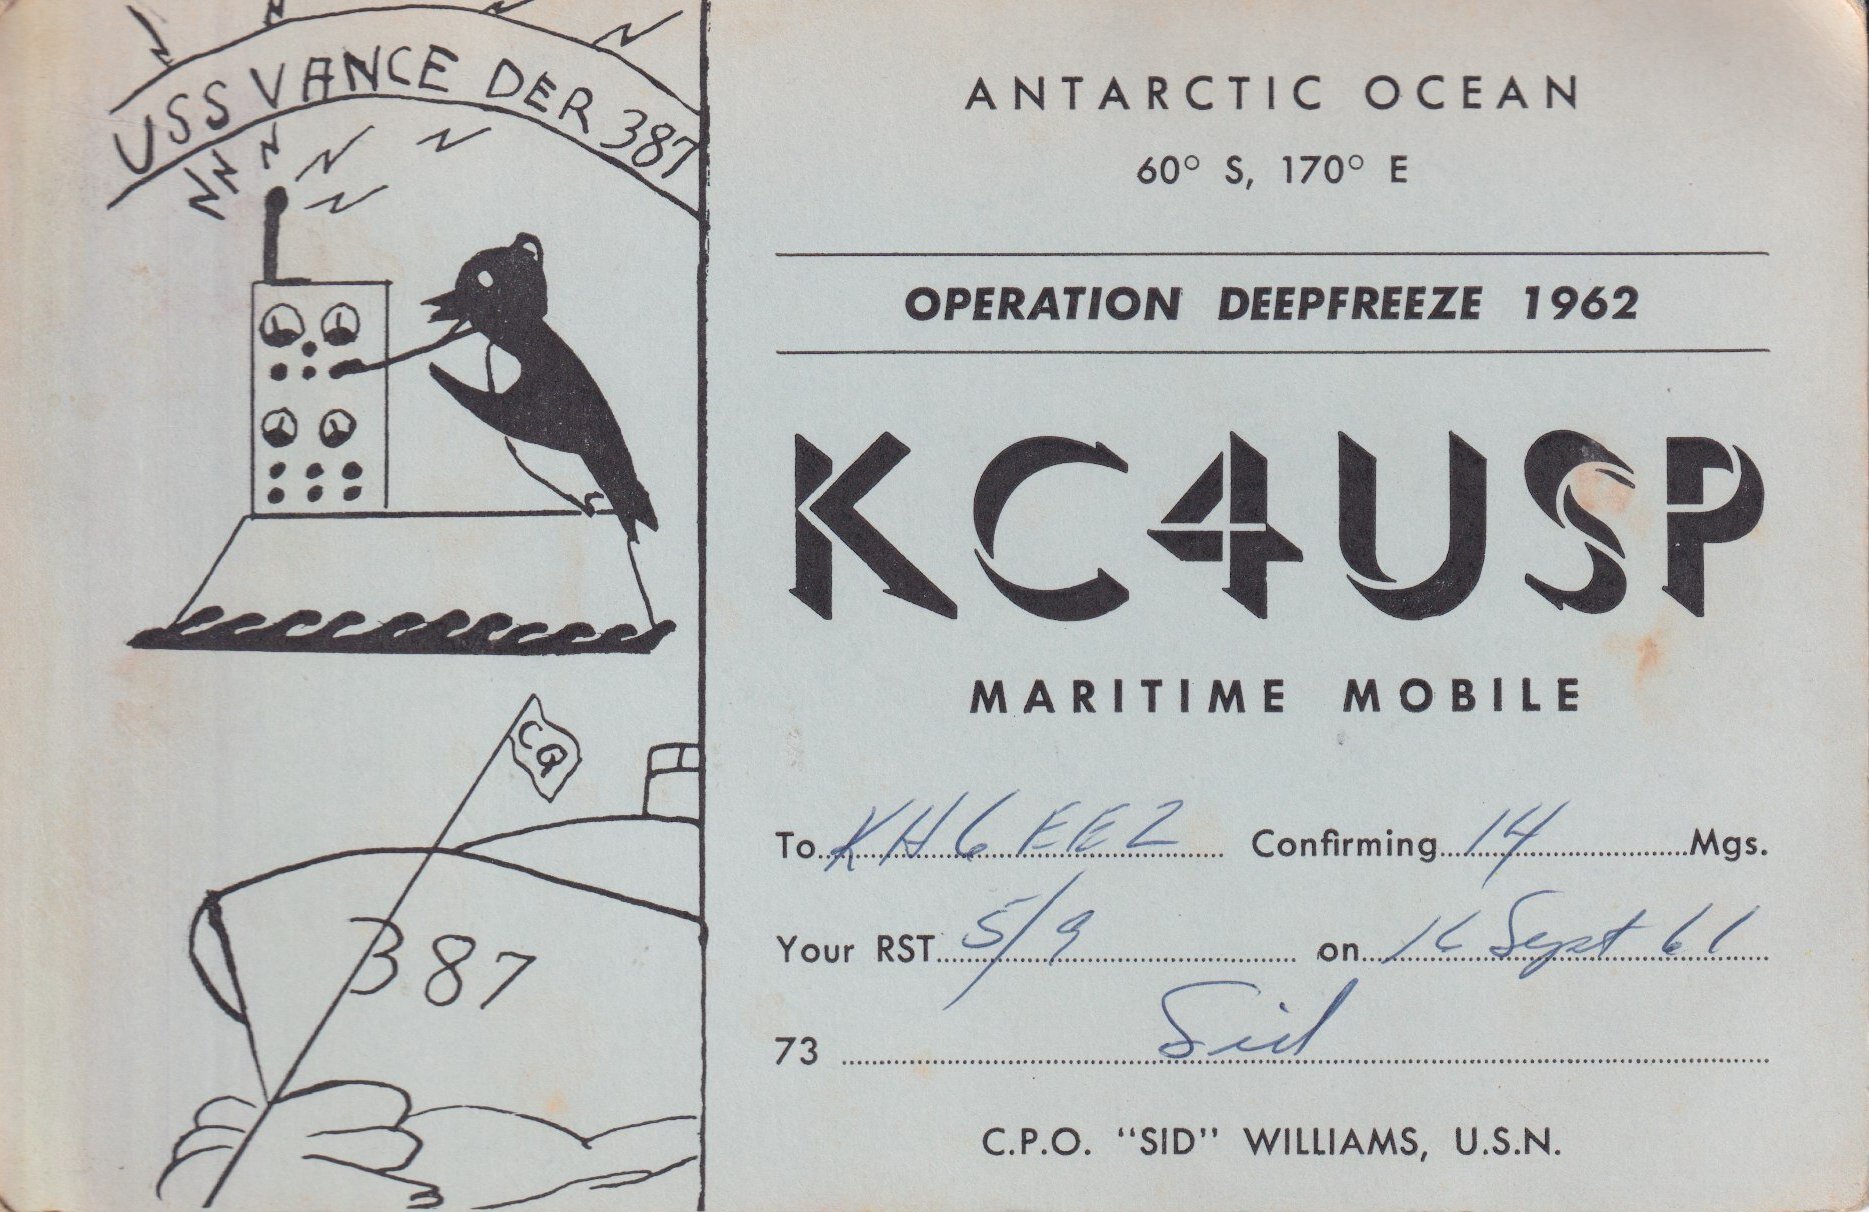 USS VANCE DER 387
CQ
387
ANTARCTIC OCEAN
60° S, 170° E
OPERATION DEEPFREEZE 1962
KC4USP
MARITIME MOBILE
To KH6EEZ Confirming 14 Mgs.
Your RST 5/9 on 16 Sept 61
73 Sid
C.P.O. "SID" WILLIAMS, U.S.N.